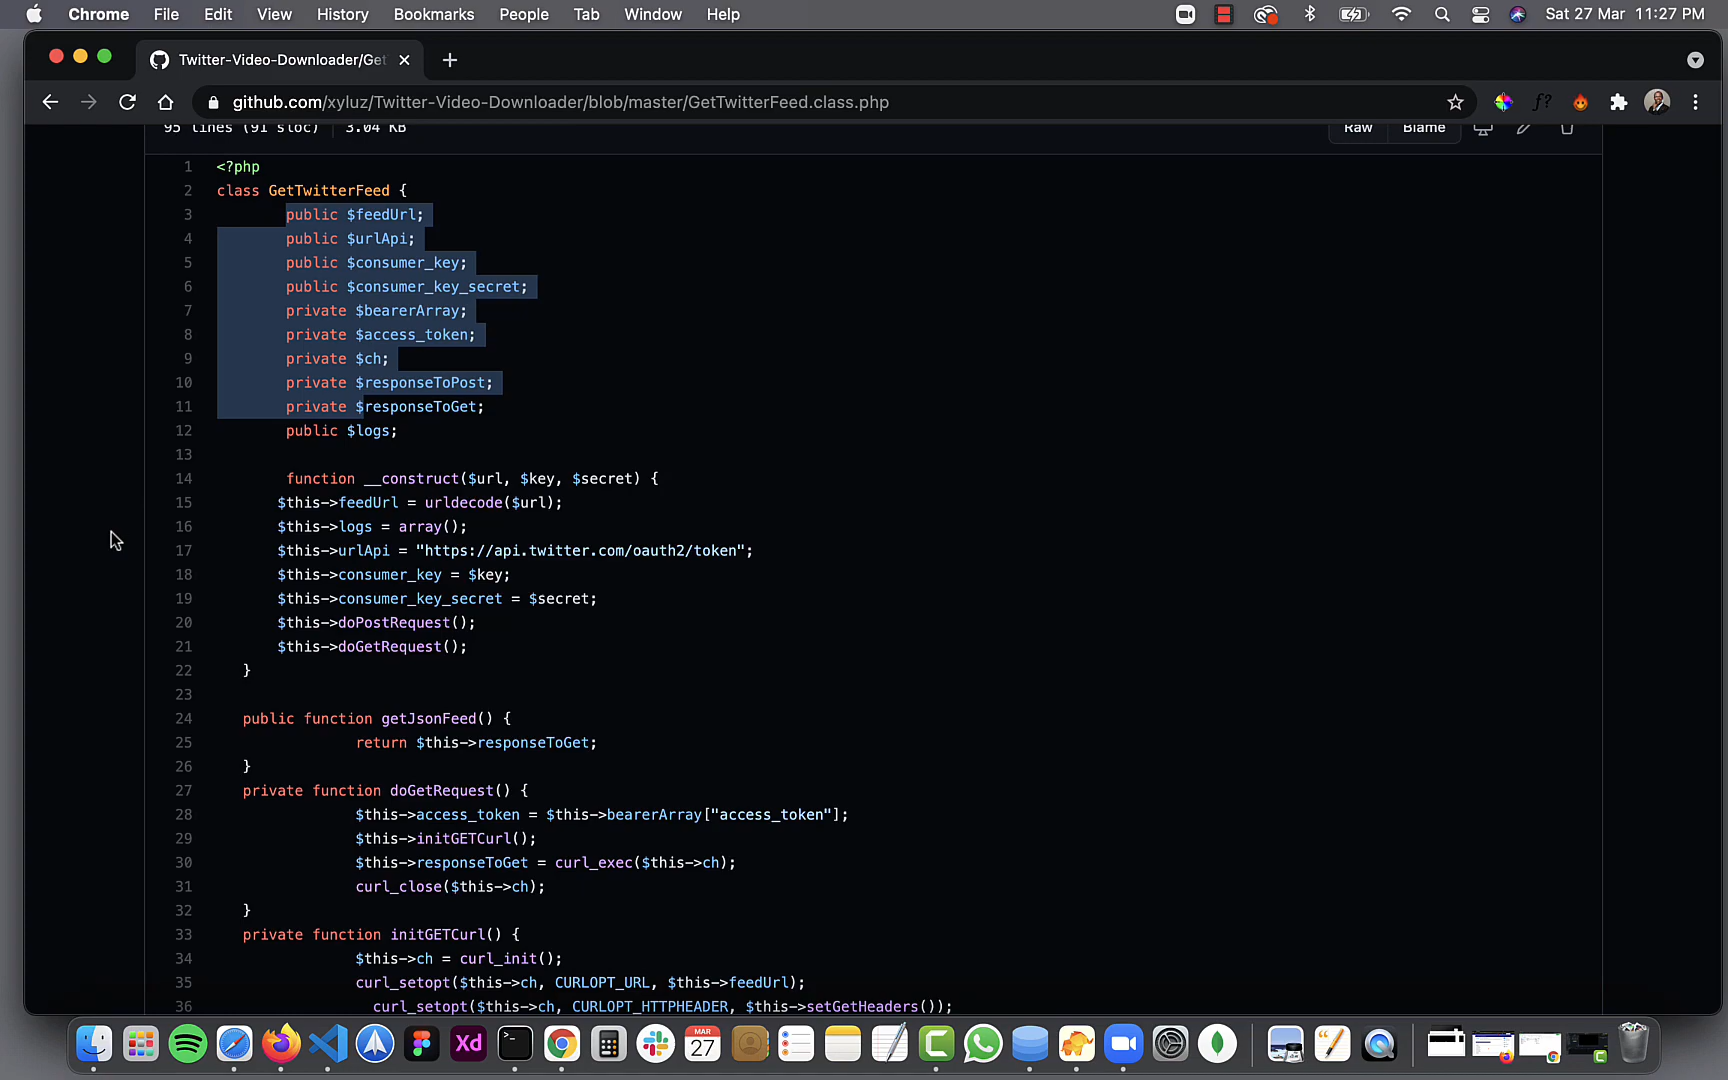 Chrome File Edit View History Bookmarks People Tab Window Help Sat 27 Mar 11:27 PM
Twitter-Video-Downloader/Get
github.com/xyluz/Twitter-Video-Downloader/blob/master/GetTwitterFeed.class.php
f?
95 lines (91 sloc) 3.04 KB Raw Blame
1 <?php
2 class GetTwitterFeed {
3 public $feedUrl;
4 public $urlApi;
5 public $consumer_key;
6 public $consumer_key_secret;
7 private $bearerArray;
8 private $access_token;
9 private $ch;
10 private $responseToPost;
11 private $responseToGet;
12 public $logs;
13
14 function __construct($url, $key, $secret) {
15 $this->feedUrl = urldecode($url);
16 $this->logs = array();
17 $this->urlApi = "https://api.twitter.com/oauth2/token";
18 $this->consumer_key = $key;
19 $this->consumer_key_secret = $secret;
20 $this->doPostRequest();
21 $this->doGetRequest();
22 }
23
24 public function getJsonFeed() {
25 return $this->responseToGet;
26 }
27 private function doGetRequest() {
28 $this->access_token = $this->bearerArray["access_token"];
29 $this->initGETCurl();
30 $this->responseToGet = curl_exec($this->ch);
31 curl_close($this->ch);
32 }
33 private function initGETCurl() {
34 $this->ch = curl_init();
35 curl_setopt($this->ch, CURLOPT_URL, $this->feedUrl);
36 curl_setopt($this->ch, CURLOPT_HTTPHEADER, $this->setGetHeaders());
Xd
MAR
27